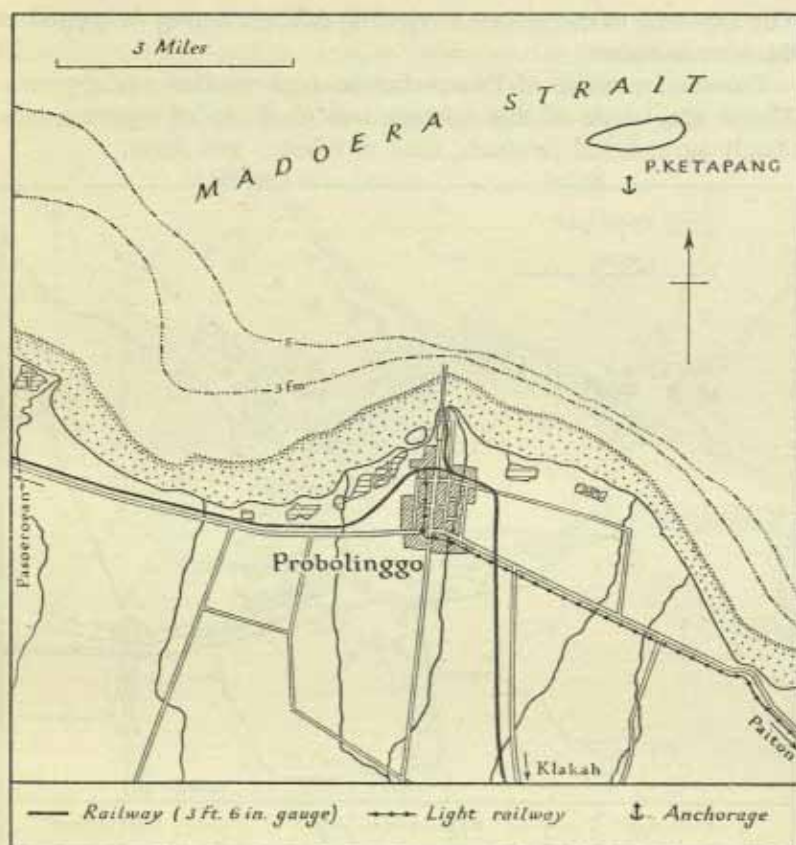 3 Miles
MADOERA STRAIT
P.KETAPANG
3 fm
Pasoeroean
Probolinggo
Paiton
Klakah
Railway (3 ft. 6 in. gauge) Light railway Anchorage